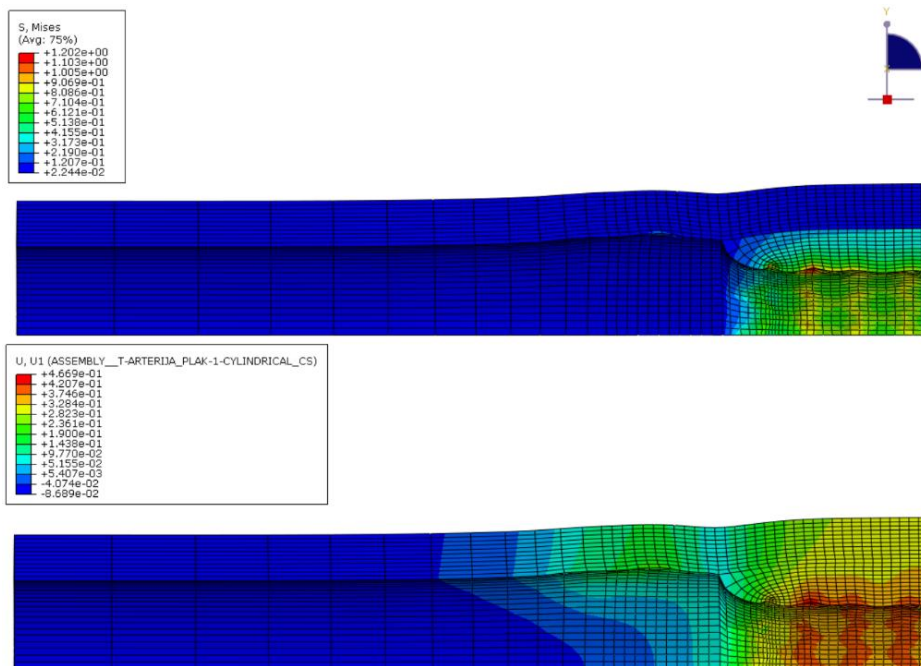 S, Mises
(Avg: 75%)
+1.202e+00
+1.103e+00
+1.005e+00
+9.069e-01
+8.086e-01
+7.104e-01
+6.121e-01
+5.138e-01
+4.155e-01
+3.173e-01
+2.190e-01
+1.207e-01
+2.244e-02
Y
U, U1 (ASSEMBLY__T-ARTERIJA_PLAK-1-CYLINDRICAL_CS)
+4.669e-01
+4.207e-01
+3.746e-01
+3.284e-01
+2.823e-01
+2.361e-01
+1.900e-01
+1.438e-01
+9.770e-02
+5.155e-02
+5.407e-03
-4.074e-02
-8.689e-02